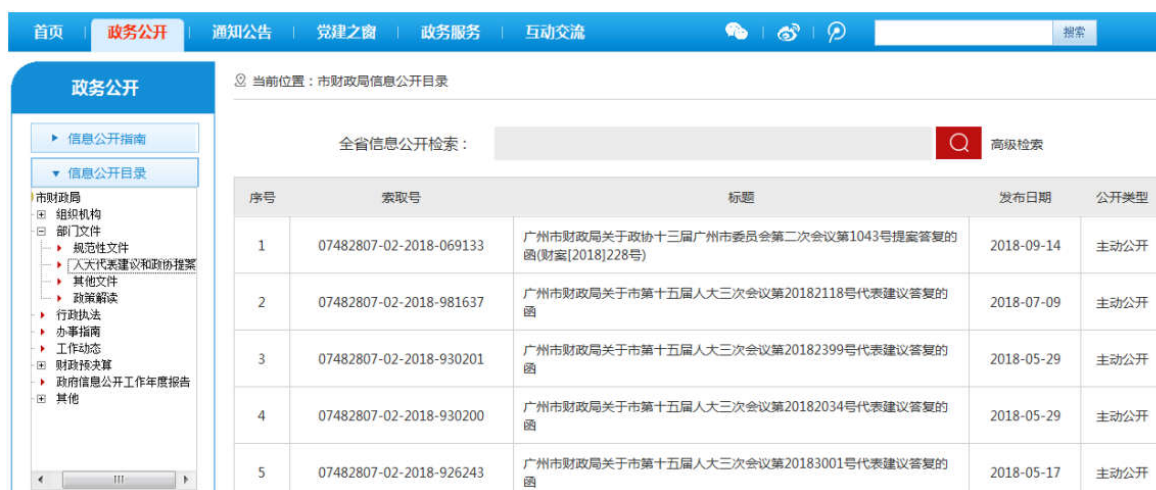 首页 政务公开 通知公告 党建之窗 政务服务 互动交流 搜索
政务公开
当前位置：市财政局信息公开目录
信息公开指南
信息公开目录
市财政局
组织机构
部门文件
规范性文件
人大代表建议和政协提案
其他文件
政策解读
行政执法
办事指南
工作动态
财政预决算
政府信息公开工作年度报告
其他
全省信息公开检索： 高级检索
序号 索取号 标题 发布日期 公开类型
1 07482807-02-2018-069133 广州市财政局关于政协十三届广州市委员会第二次会议第1043号提案答复的 2018-09-14 主动公开
函(财案[2018]228号)
2 07482807-02-2018-981637 广州市财政局关于市第十五届人大三次会议第20182118号代表建议答复的 2018-07-09 主动公开
函
3 07482807-02-2018-930201 广州市财政局关于市第十五届人大三次会议第20182399号代表建议答复的 2018-05-29 主动公开
函
4 07482807-02-2018-930200 广州市财政局关于市第十五届人大三次会议第20182034号代表建议答复的 2018-05-29 主动公开
函
5 07482807-02-2018-926243 广州市财政局关于市第十五届人大三次会议第20183001号代表建议答复的 2018-05-17 主动公开
函